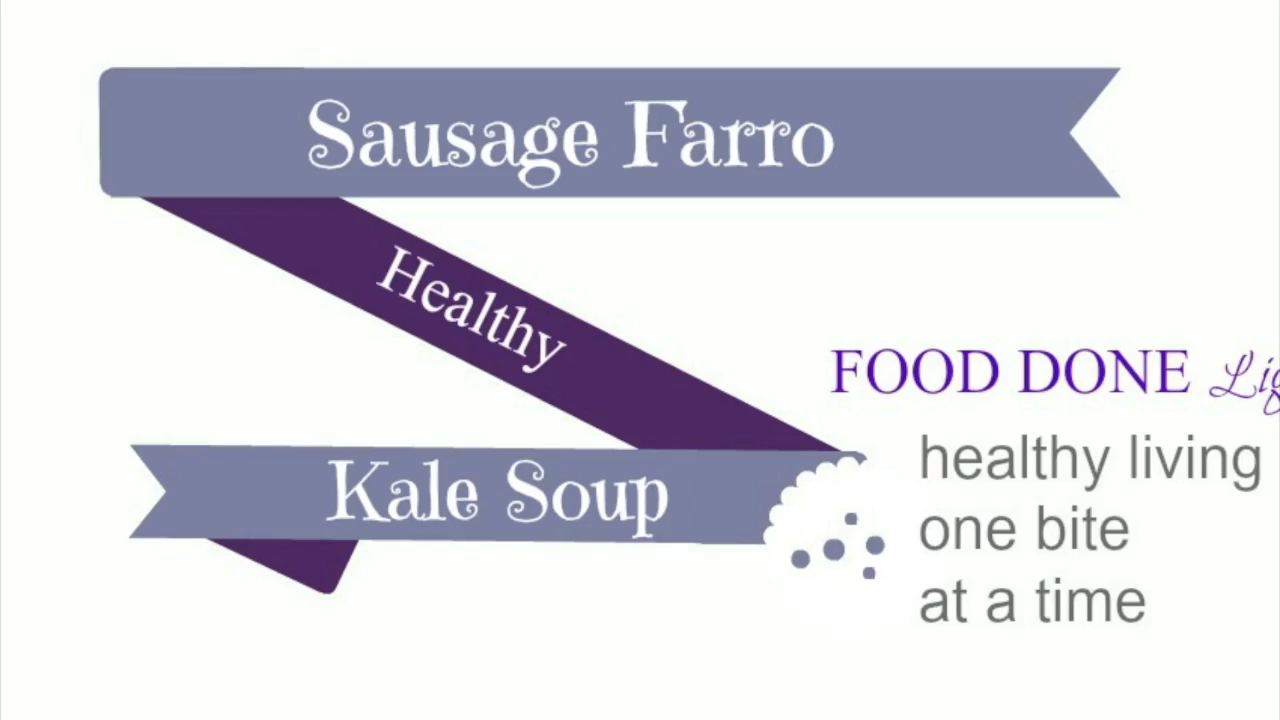 Sausage Farro
Healthy
Kale Soup
FOOD DONE
healthy living
one bite
at a time